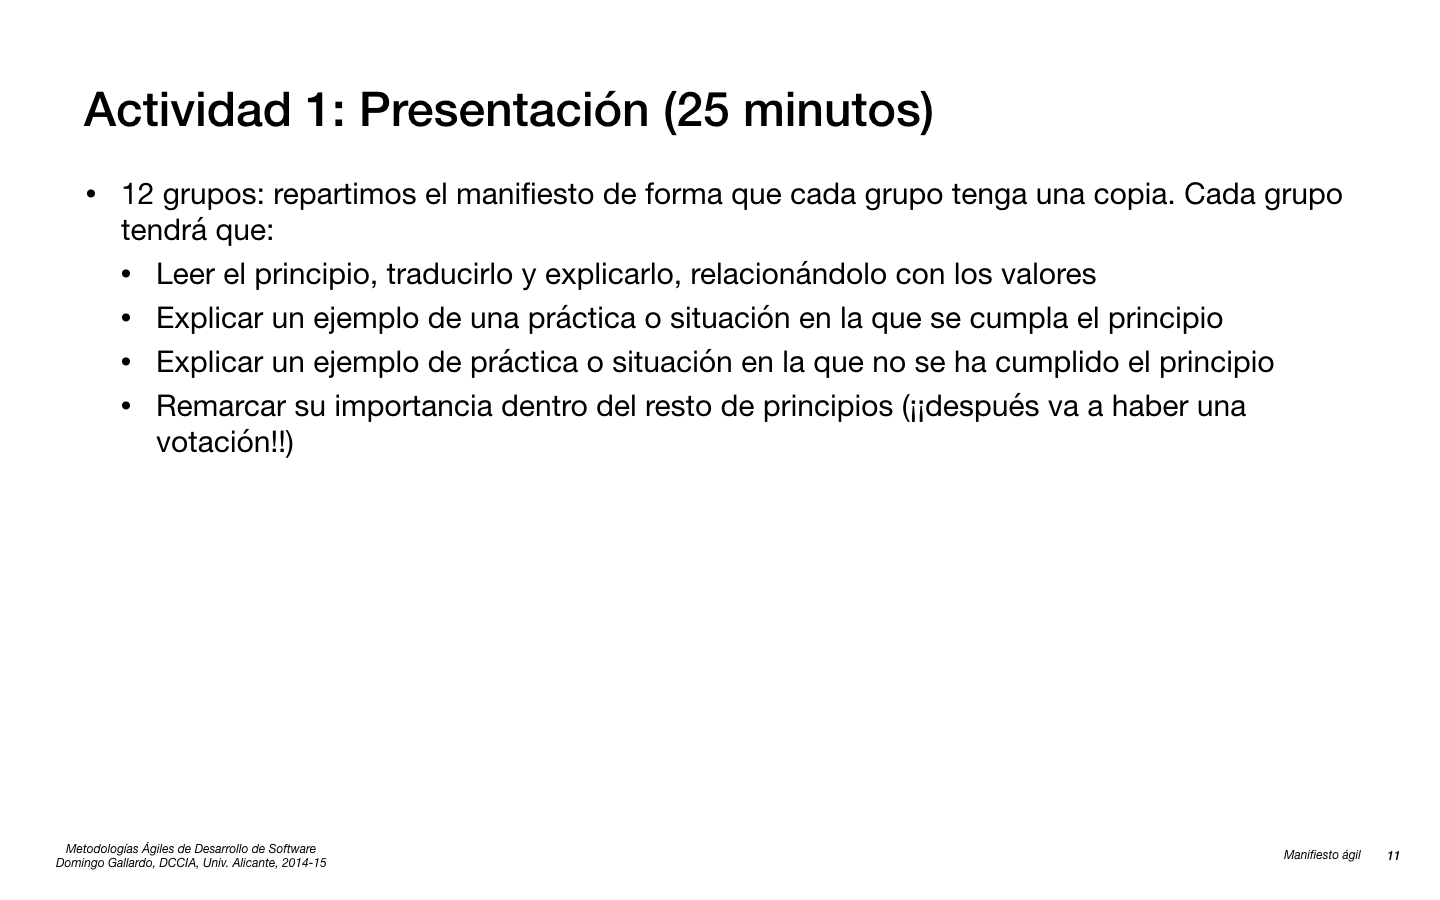 Actividad 1: Presentación (25 minutos)
• 12 grupos: repartimos el manifiesto de forma que cada grupo tenga una copia. Cada grupo
tendrá que:
• Leer el principio, traducirlo y explicarlo, relacionándolo con los valores
• Explicar un ejemplo de una práctica o situación en la que se cumpla el principio
• Explicar un ejemplo de práctica o situación en la que no se ha cumplido el principio
• Remarcar su importancia dentro del resto de principios (¡¡después va a haber una
votación!!)
Metodologías Ágiles de Desarrollo de Software
Domingo Gallardo, DCCIA, Univ. Alicante, 2014-15
Manifiesto ágil 11